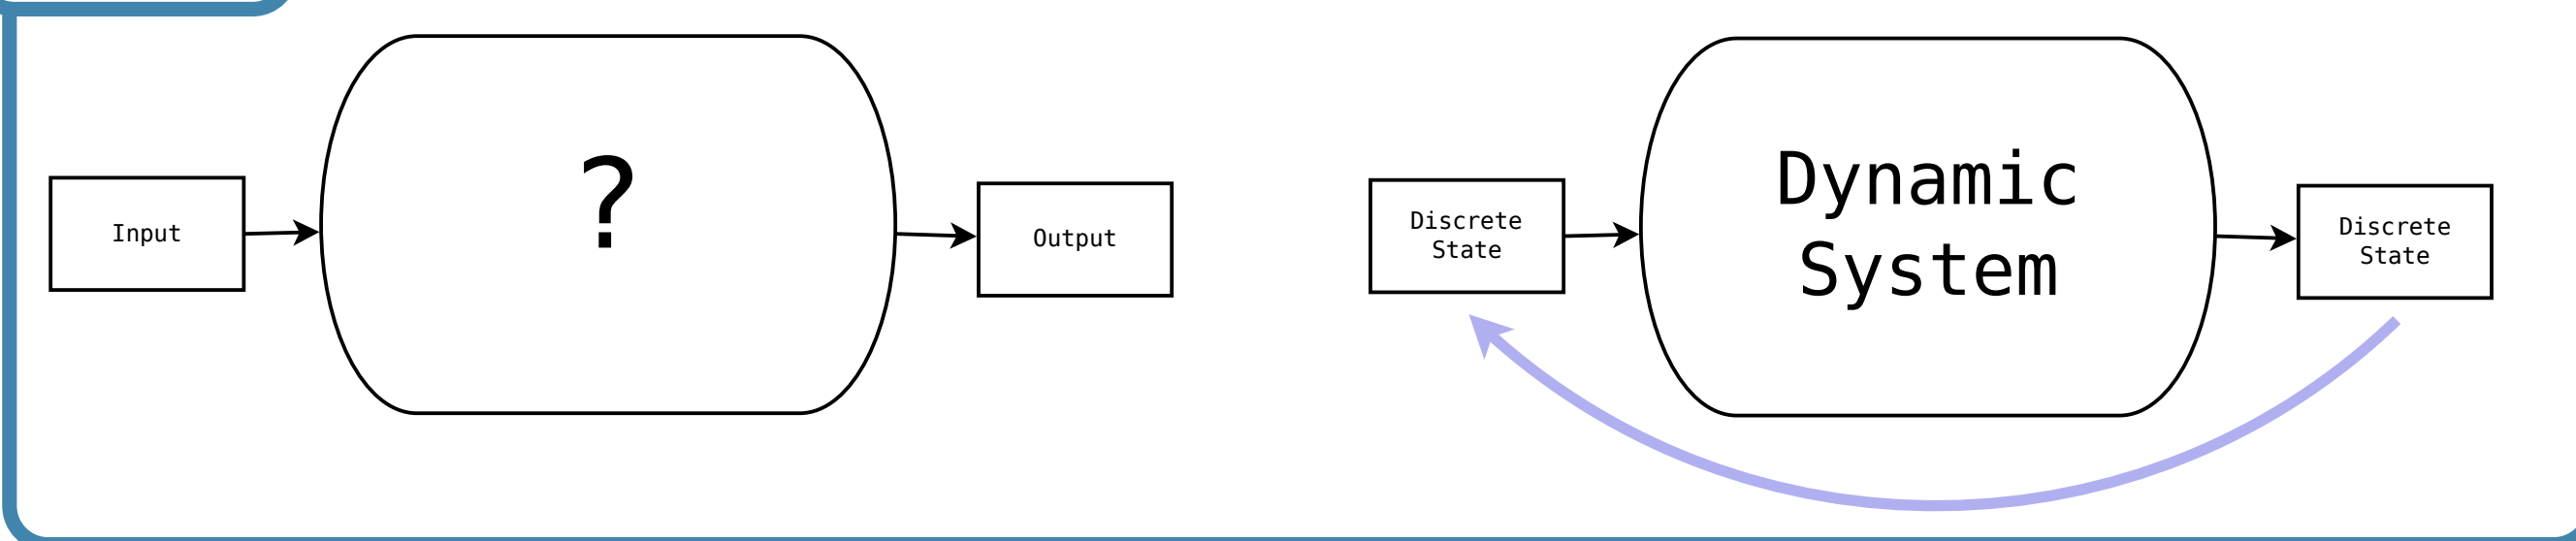 Input
?
Output
Discrete
State
Dynamic
System
Discrete
State